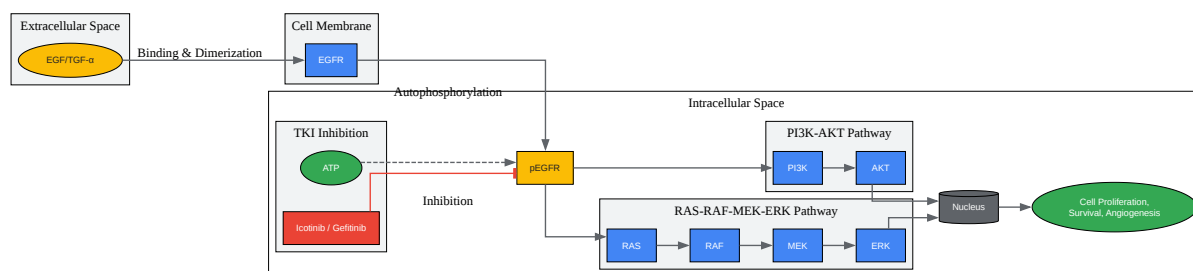 Extracellular Space
EGF/TGF-α
Binding & Dimerization
Cell Membrane
EGFR
Autophosphorylation
Intracellular Space
TKI Inhibition
ATP
Icotinib / Gefitinib
Inhibition
pEGFR
PI3K-AKT Pathway
PI3K
AKT
RAS-RAF-MEK-ERK Pathway
RAS
RAF
MEK
ERK
Nucleus
Cell Proliferation,
Survival, Angiogenesis